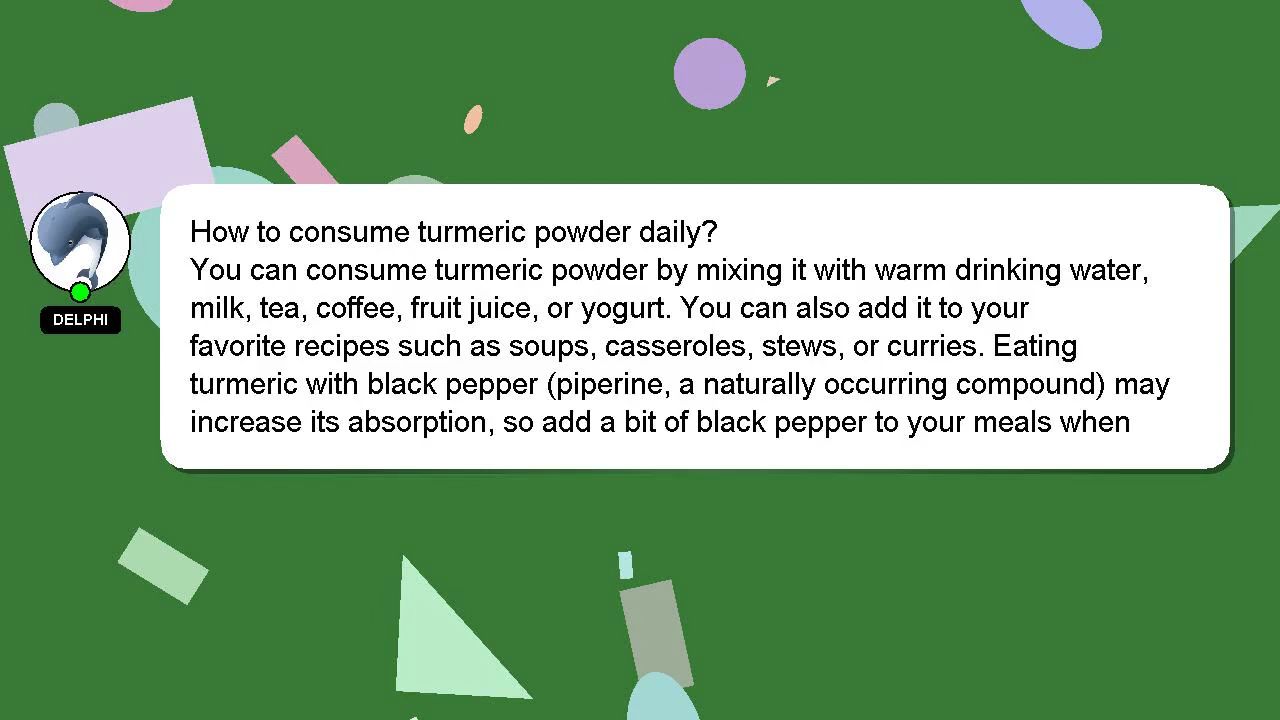 How to consume turmeric powder daily?
You can consume turmeric powder by mixing it with warm drinking water,
milk, tea, coffee, fruit juice, or yogurt. You can also add it to your
favorite recipes such as soups, casseroles, stews, or curries. Eating
turmeric with black pepper (piperine, a naturally occurring compound) may
increase its absorption, so add a bit of black pepper to your meals when
DELPHI